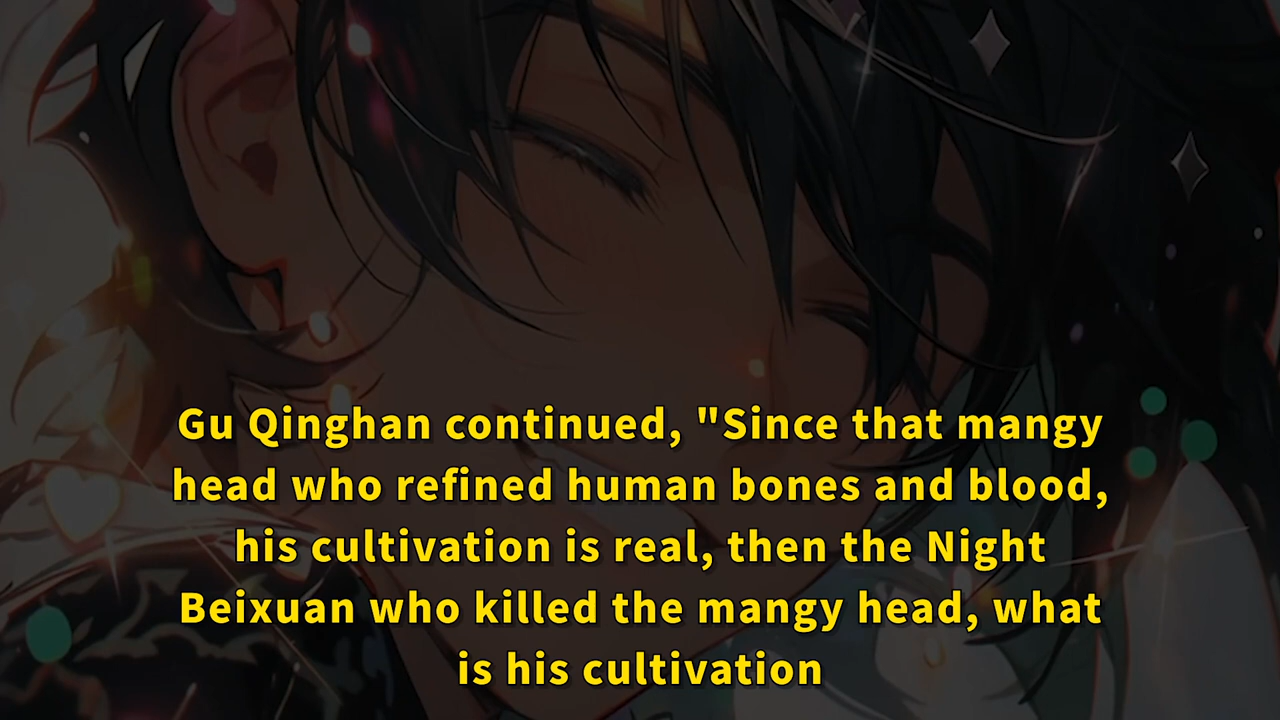 Gu Qinghan continued, "Since that mangy
head who refined human bones and blood,
his cultivation is real, then the Night
Beixuan who killed the mangy head, what
is his cultivation